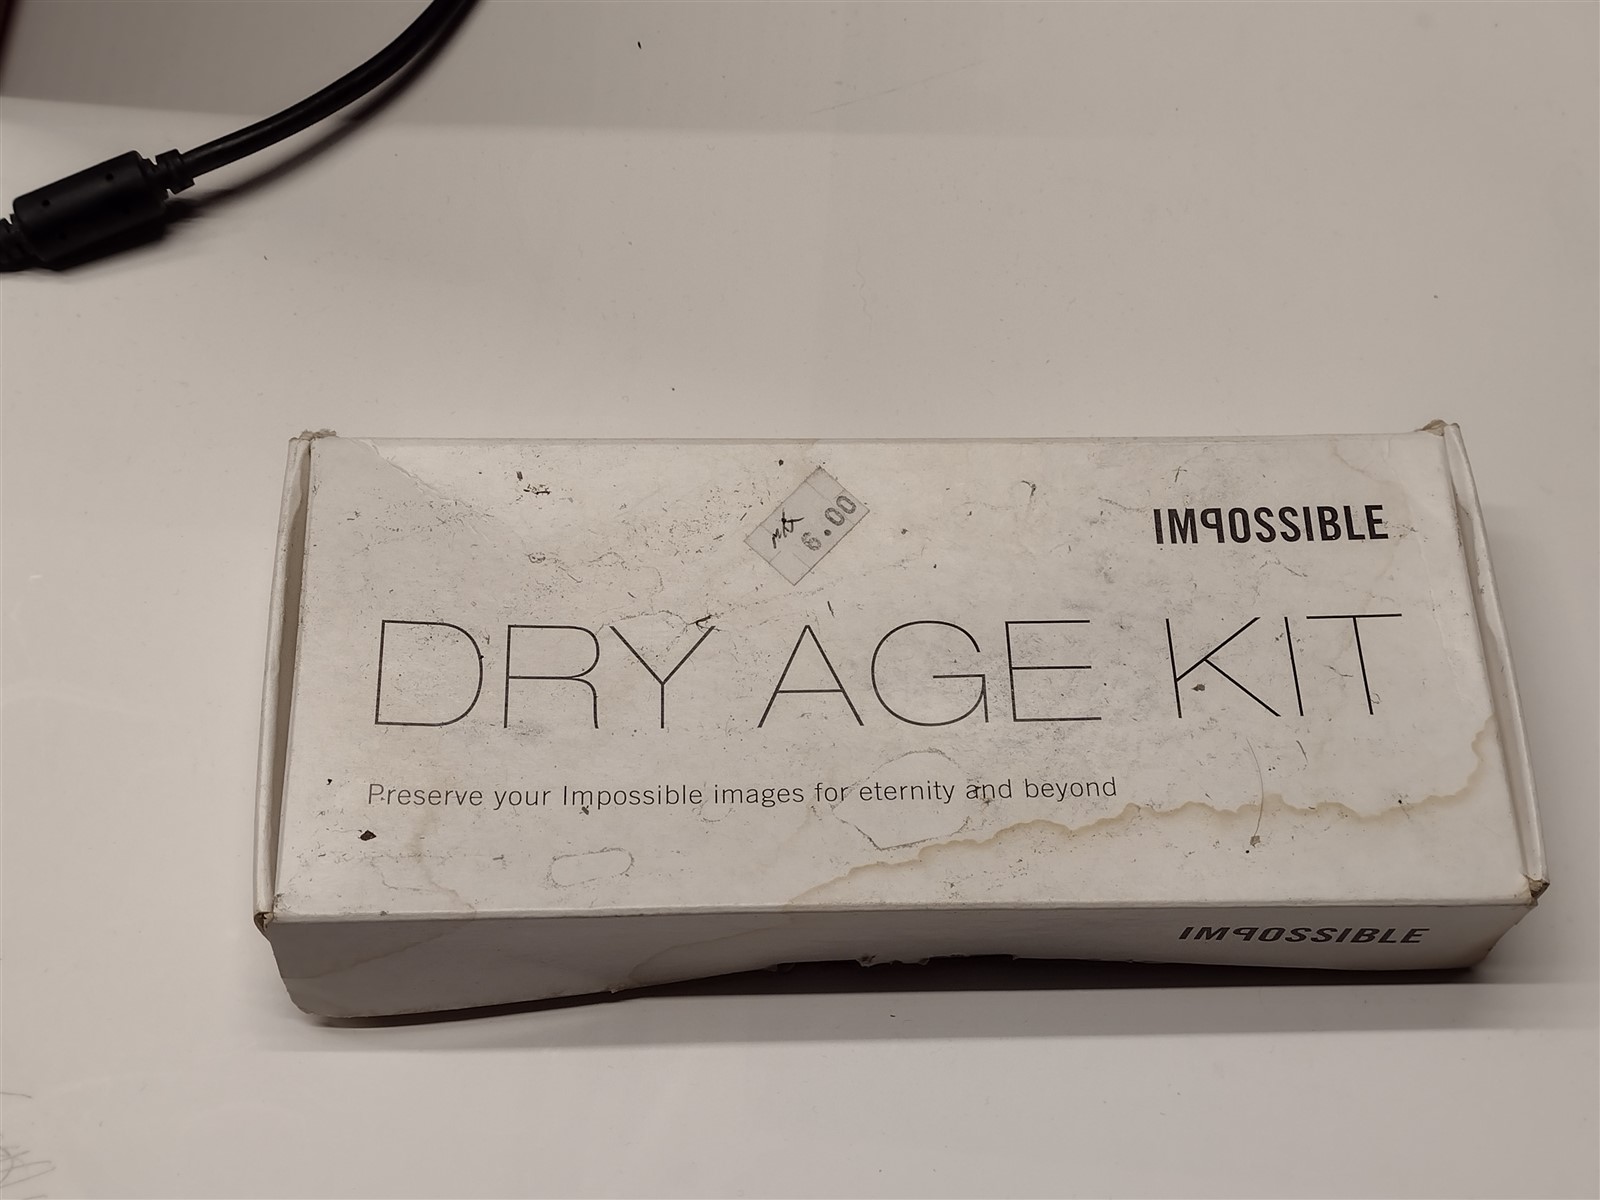 6.00
IMPOSSIBLE
DRY AGE KIT
Preserve your Impossible images for eternity and beyond
IMPOSSIBLE